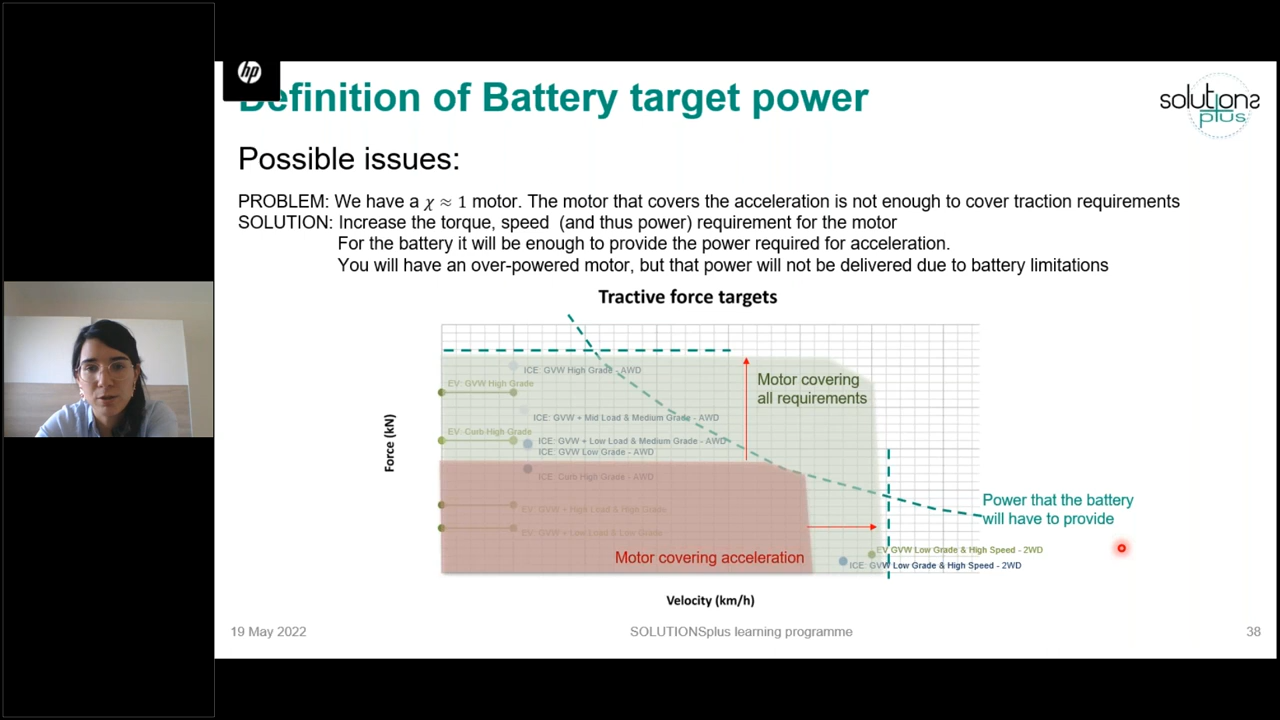 hp
Definition of Battery target power
solutions
plus
Possible issues:
PROBLEM: We have a χ ≈ 1 motor. The motor that covers the acceleration is not enough to cover traction requirements
SOLUTION: Increase the torque, speed (and thus power) requirement for the motor
For the battery it will be enough to provide the power required for acceleration.
You will have an over-powered motor, but that power will not be delivered due to battery limitations
Tractive force targets
ICE: GVW High Grade - AWD
EV GVW High Grade
Motor covering
all requirements
ICE: GVW + Mid Load & Medium Grade - AWD
EV Curb High Grade
ICE: GVW + Low Load & Medium Grade - AWD
ICE: GVW Low Grade - AWD
Force (kN)
ICE: Curb High Grade - AWD
EV: GVW + High Load & High Grade
EV: GVW + Low Load & Low Grade
Power that the battery
will have to provide
Motor covering acceleration
EV GVW Low Grade & High Speed - 2WD
ICE: GVW Low Grade & High Speed - 2WD
Velocity (km/h)
19 May 2022
SOLUTIONSplus learning programme
38